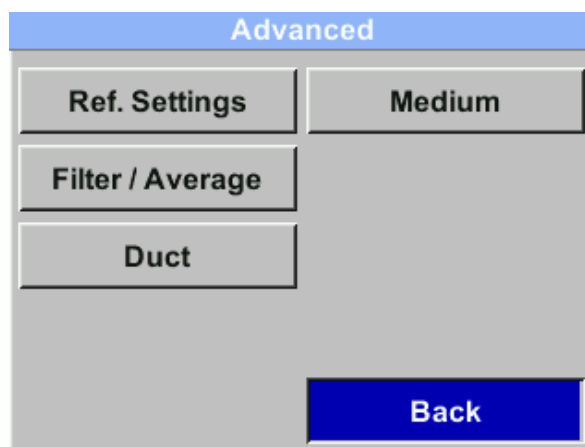 Advanced
Ref. Settings
Medium
Filter / Average
Duct
Back